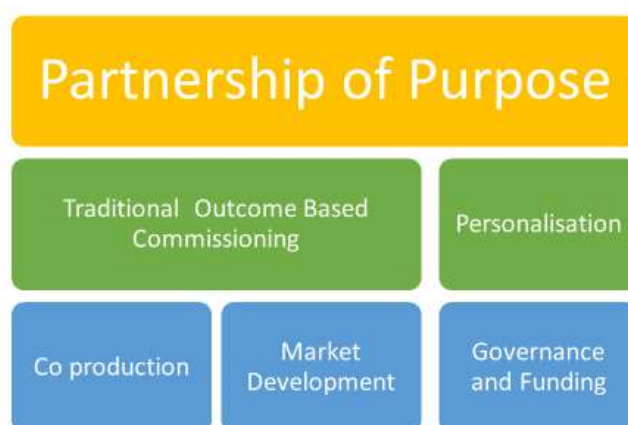 Partnership of Purpose
Traditional Outcome Based
Commissioning
Personalisation
Co production
Market
Development
Governance
and Funding